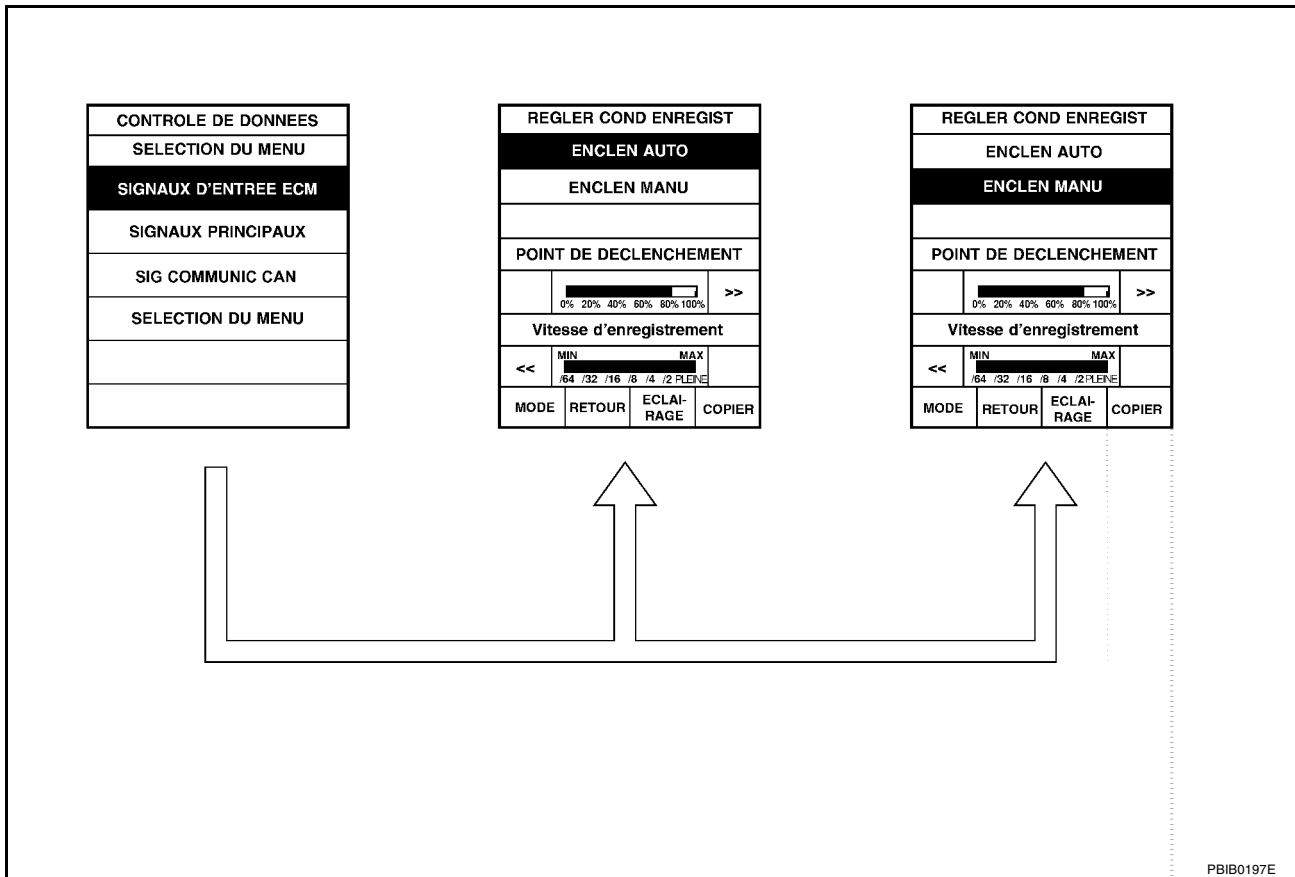 CONTROLE DE DONNEES
SELECTION DU MENU
SIGNAUX D'ENTREE ECM
SIGNAUX PRINCIPAUX
SIG COMMUNIC CAN
SELECTION DU MENU
REGLER COND ENREGIST
ENCLEN AUTO
ENCLEN MANU
POINT DE DECLENCHEMENT
>>
0% 20% 40% 60% 80% 100%
Vitesse d'enregistrement
MIN MAX
<<
/64 /32 /16 /8 /4 /2 PLEINE
MODE RETOUR ECLAI-
RAGE COPIER
REGLER COND ENREGIST
ENCLEN AUTO
ENCLEN MANU
POINT DE DECLENCHEMENT
>>
0% 20% 40% 60% 80% 100%
Vitesse d'enregistrement
MIN MAX
<<
/64 /32 /16 /8 /4 /2 PLEINE
MODE RETOUR ECLAI-
RAGE COPIER
PBIB0197E